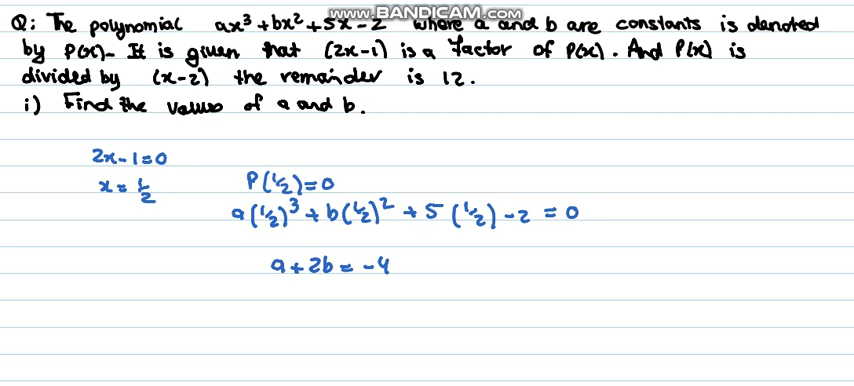 www.BANDICAM.com
Q: The polynomial ax³+bx²+5x-2 where a and b are constants is denoted
by P(x)- It is given that (2x-1) is a factor of P(x). And P(x) is
divided by (x-2) the remainder is 12.
i) Find the values of a and b.
2x-1=0
x=1/2 P(1/2)=0
a(1/2)³+b(1/2)²+5(1/2)-2=0
a+2b=-4